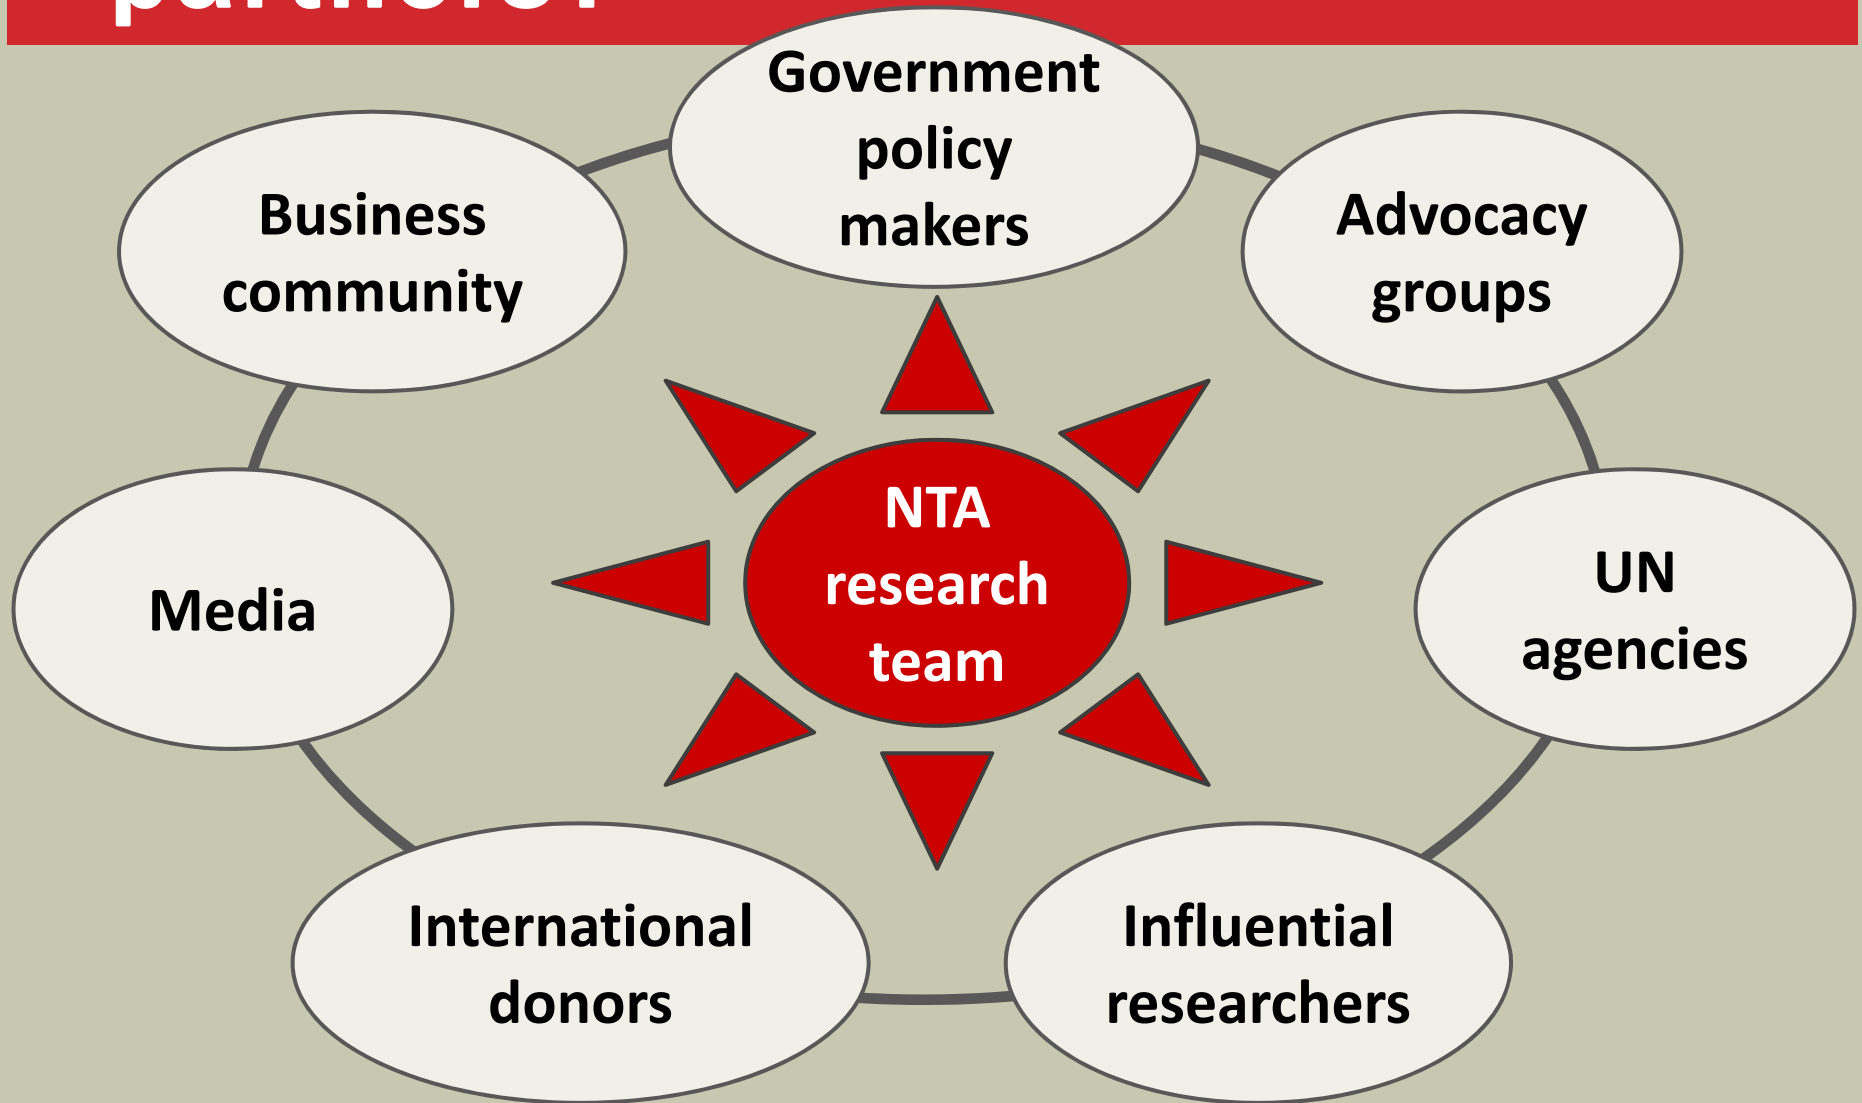 Government
policy
makers
Business
community
Advocacy
groups
NTA
research
team
Media
UN
agencies
International
donors
Influential
researchers